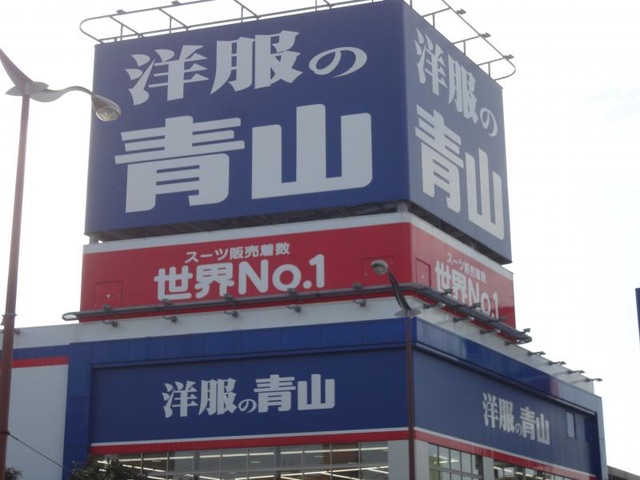 洋服の
青山
洋服の
青山
スーツ販売着数
世界No.1
スーツ販売着数
世界No.1
洋服の青山
洋服の青山